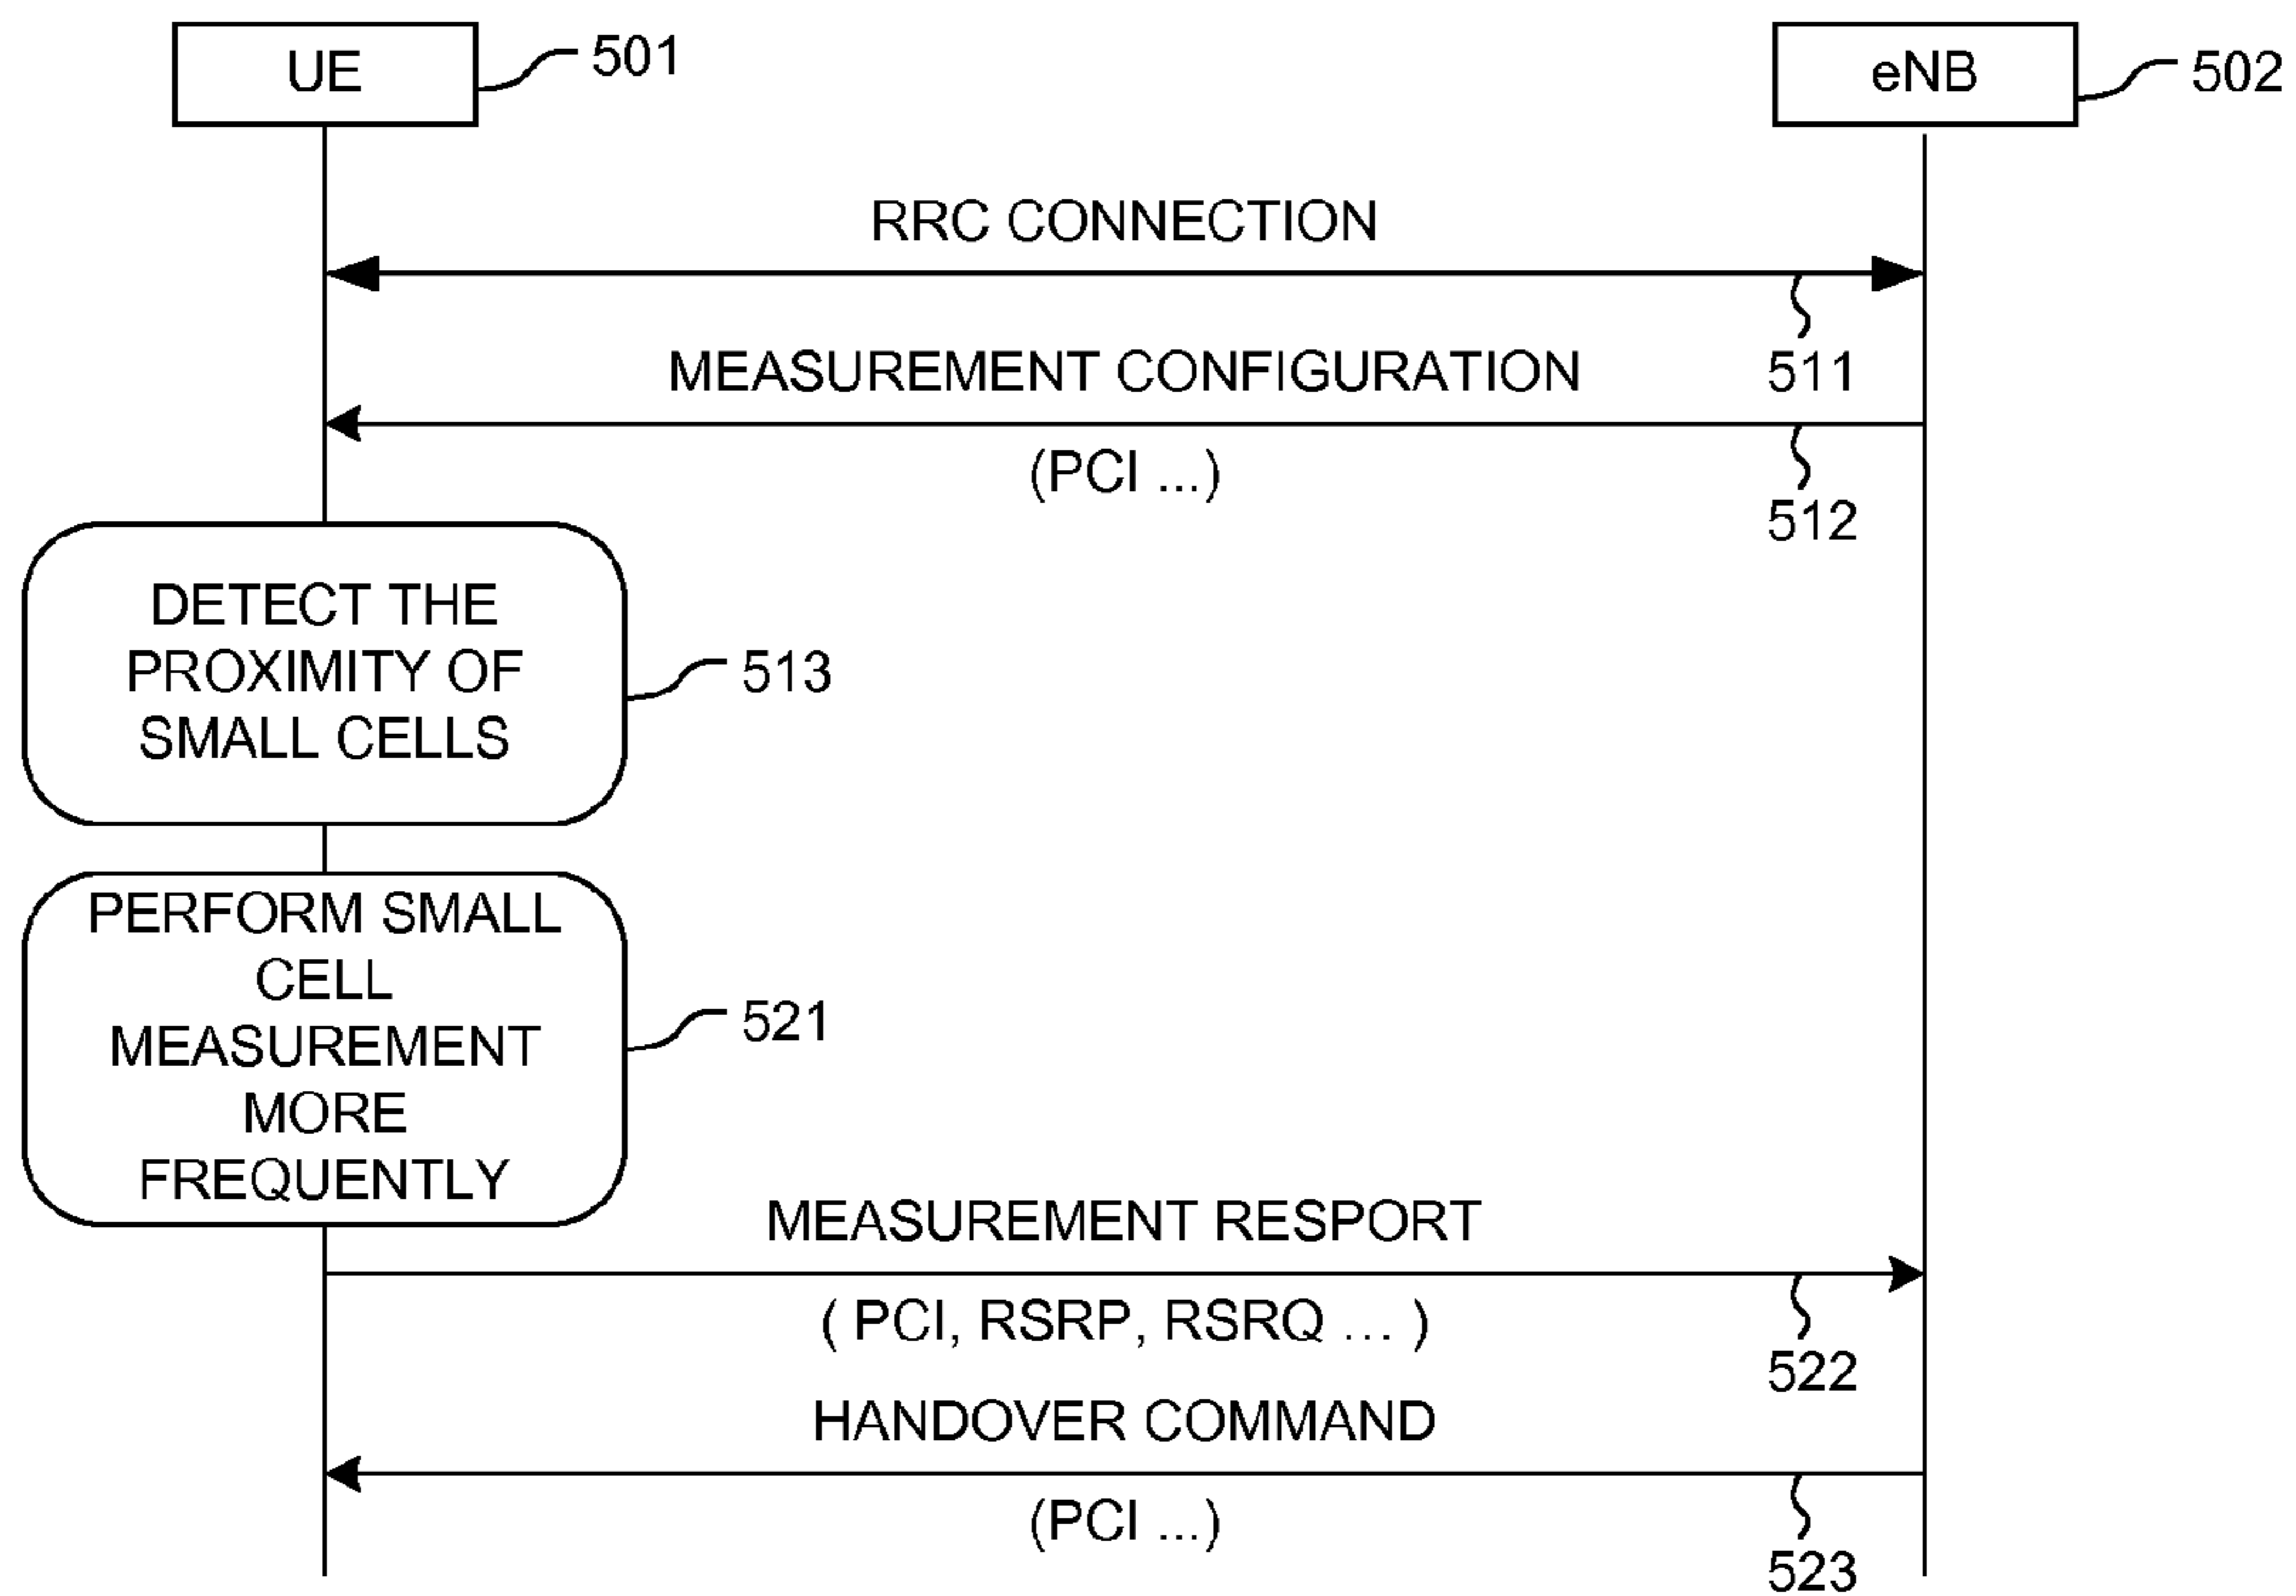 UE
501
eNB
502
RRC CONNECTION
511
MEASUREMENT CONFIGURATION
(PCI ...)
512
DETECT THE
PROXIMITY OF
SMALL CELLS
513
PERFORM SMALL
CELL
MEASUREMENT
MORE
FREQUENTLY
521
MEASUREMENT RESPORT
( PCI, RSRP, RSRQ ... )
522
HANDOVER COMMAND
(PCI ...)
523